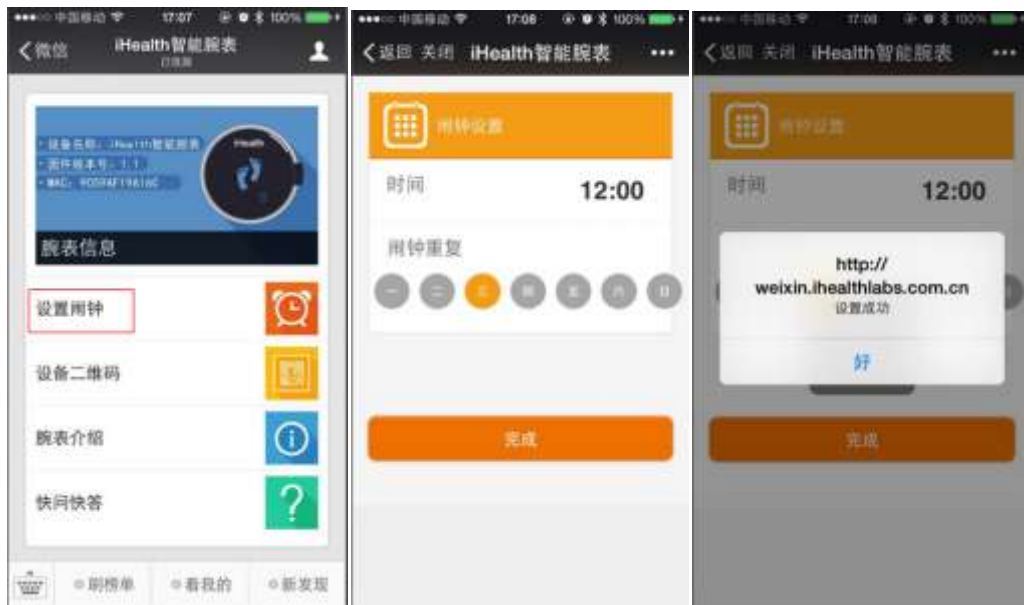 中国移动 17:07 100%
微信 iHealth智能腕表
已连接
设备名称：iHealth智能腕表
固件版本号：1.1
iHealth
腕表信息
设置闹钟
设备二维码
腕表介绍
快问快答
刷榜单 看我的 新发现
中国移动 17:08 100%
返回 关闭 iHealth智能腕表
闹钟设置
时间 12:00
闹钟重复
一 二 三 四 五 六 日
完成
中国移动 17:08 100%
返回 关闭 iHealth智能腕表
闹钟设置
时间 12:00
http://
weixin.ihealthlabs.com.cn
设置成功
好
完成